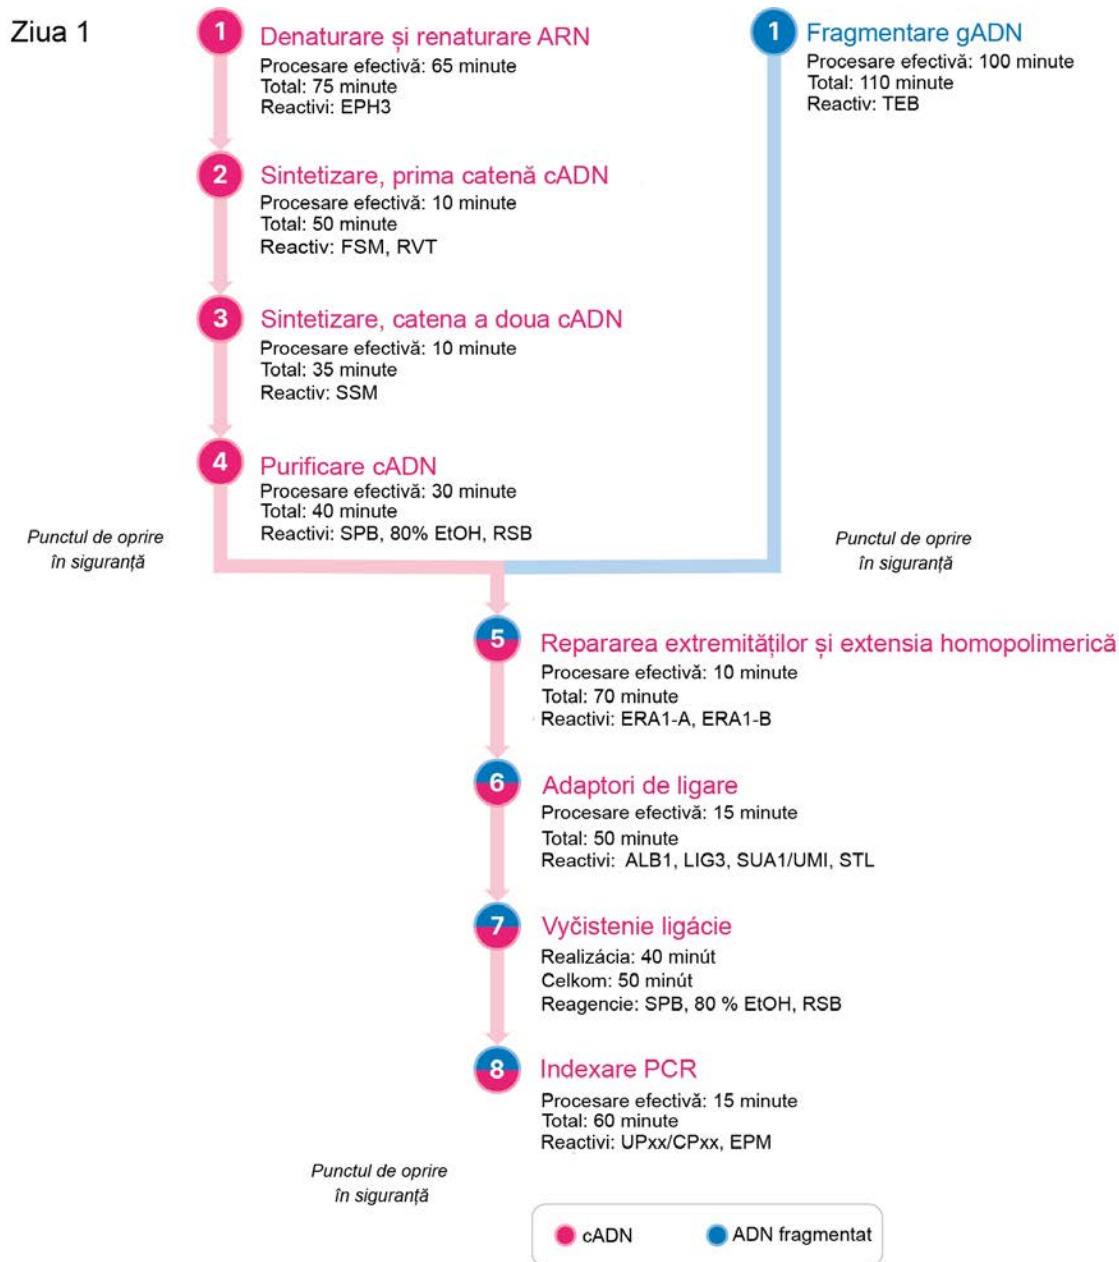 Ziua 1
1
Denaturare și renaturare ARN
Procesare efectivă: 65 minute
Total: 75 minute
Reactivi: EPH3
1
Fragmentare gADN
Procesare efectivă: 100 minute
Total: 110 minute
Reactiv: TEB
2
Sintetizare, prima catenă cADN
Procesare efectivă: 10 minute
Total: 50 minute
Reactiv: FSM, RVT
3
Sintetizare, catena a doua cADN
Procesare efectivă: 10 minute
Total: 35 minute
Reactiv: SSM
4
Purificare cADN
Procesare efectivă: 30 minute
Total: 40 minute
Reactivi: SPB, 80% EtOH, RSB
Punctul de oprire
în siguranță
Punctul de oprire
în siguranță
5
Repararea extremităților și extensia homopolimerică
Procesare efectivă: 10 minute
Total: 70 minute
Reactivi: ERA1-A, ERA1-B
6
Adaptori de ligare
Procesare efectivă: 15 minute
Total: 50 minute
Reactivi: ALB1, LIG3, SUA1/UMI, STL
7
Vyčistenie ligácie
Realizácia: 40 minút
Celkom: 50 minút
Reagencie: SPB, 80 % EtOH, RSB
8
Indexare PCR
Procesare efectivă: 15 minute
Total: 60 minute
Reactivi: UPxx/CPxx, EPM
Punctul de oprire
în siguranță
cADN
ADN fragmentat